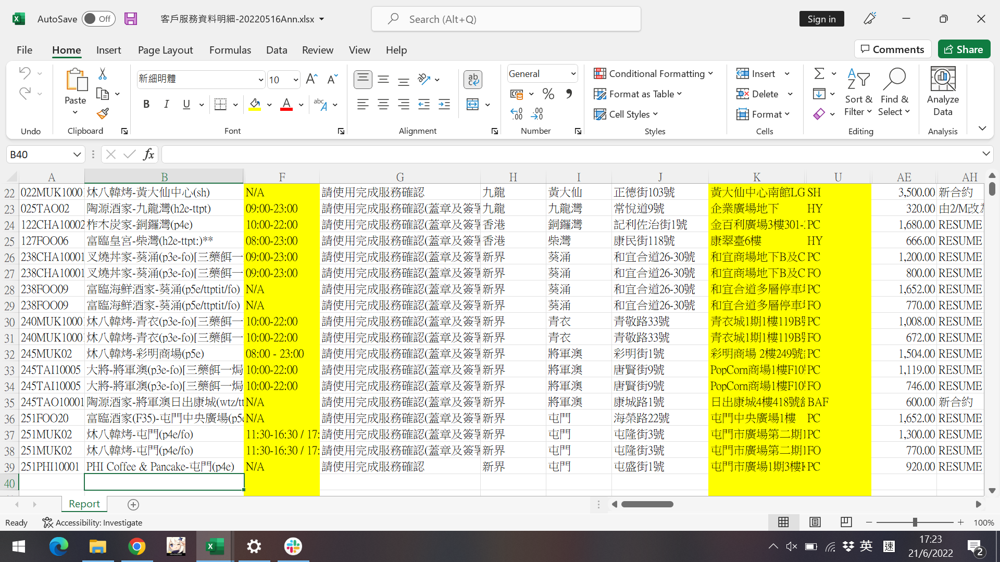 AutoSave Off 客戶服務資料明細-20220516Ann.xlsx Search (Alt+Q) Sign in
File Home Insert Page Layout Formulas Data Review View Help Comments Share
新細明體 10 General Conditional Formatting Insert
Paste B I U Format as Table Delete Sort & Filter Find & Select Analyze Data
Cell Styles Format
Undo Clipboard Font Alignment Number Styles Cells Editing Analysis
B40 fx
A B F G H I J K U AE AH
22 022MUK1000 炑八韓烤-黃大仙中心(sh) N/A 請使用完成服務確認 九龍 黃大仙 正德街103號 黃大仙中心南館LG SH 3,500.00 新合約
23 025TAO02 陶源酒家-九龍灣(h2e-ttpt) 09:00-23:00 請使用完成服務確認(蓋章及簽署 九龍 九龍灣 常悅道9號 企業廣場地下 HY 320.00 由2/M改為
24 122CHA10002 柞木炭家-銅鑼灣(p4e) 10:00-22:00 請使用完成服務確認(蓋章及簽署 香港 銅鑼灣 記利佐治街1號 金百利廣場3樓301- PC 1,680.00 RESUME
25 127FOO06 富臨皇宮-柴灣(h2e-ttpt:)** 08:00-23:00 請使用完成服務確認(蓋章及簽署 香港 柴灣 康民街118號 康翠臺6樓 HY 666.00 RESUME
26 238CHA10001 叉燒丼家-葵涌(p3e-fo)[三藥餌一 09:00-23:00 請使用完成服務確認(蓋章及簽署 新界 葵涌 和宜合道26-30號 和宜商場地下B及C PC 1,200.00 RESUME
27 238CHA10001 叉燒丼家-葵涌(p3e-fo)[三藥餌一 09:00-23:00 請使用完成服務確認(蓋章及簽署 新界 葵涌 和宜合道26-30號 和宜商場地下B及C FO 800.00 RESUME
28 238FOO09 富臨海鮮酒家-葵涌(p5e/ttptit/fo) N/A 請使用完成服務確認(蓋章及簽署 新界 葵涌 和宜合道26-30號 和宜合道多層停車場 PC 1,652.00 RESUME
29 238FOO09 富臨海鮮酒家-葵涌(p5e/ttptit/fo) N/A 請使用完成服務確認(蓋章及簽署 新界 葵涌 和宜合道26-30號 和宜合道多層停車場 FO 770.00 RESUME
30 240MUK1000 炑八韓烤-青衣(p3e-fo)[三藥餌一 10:00-22:00 請使用完成服務確認(蓋章及簽署 新界 青衣 青敬路33號 青衣城1期1樓119B號 PC 1,008.00 RESUME
31 240MUK1000 炑八韓烤-青衣(p3e-fo)[三藥餌一 10:00-22:00 請使用完成服務確認(蓋章及簽署 新界 青衣 青敬路33號 青衣城1期1樓119B號 FO 672.00 RESUME
32 245MUK02 炑八韓烤-彩明商場(p5e) 08:00 - 23:00 請使用完成服務確認(蓋章及簽署 新界 將軍澳 彩明街1號 彩明商場 2樓249號 PC 1,504.00 RESUME
33 245TAI10005 大將-將軍澳(p3e-fo)[三藥餌一焗 10:00-22:00 請使用完成服務確認(蓋章及簽署 新界 將軍澳 唐賢街9號 PopCorn商場1樓F10 PC 1,119.00 RESUME
34 245TAI10005 大將-將軍澳(p3e-fo)[三藥餌一焗 10:00-22:00 請使用完成服務確認(蓋章及簽署 新界 將軍澳 唐賢街9號 PopCorn商場1樓F10 FO 746.00 RESUME
35 245TAO10001 陶源酒家-將軍澳日出康城(wtz/tt N/A 請使用完成服務確認(蓋章及簽署 新界 將軍澳 康城路1號 日出康城4樓418號 BAF 600.00 新合約
36 251FOO20 富臨酒家(F35)-屯門中央廣場(p5e N/A 請使用完成服務確認(蓋章及簽署 新界 屯門 海榮路22號 屯門中央廣場1樓 PC 1,652.00 RESUME
37 251MUK02 炑八韓烤-屯門(p4e/fo) 11:30-16:30 / 17: 請使用完成服務確認(蓋章及簽署 新界 屯門 屯隆街3號 屯門市廣場第二期1 PC 1,300.00 RESUME
38 251MUK02 炑八韓烤-屯門(p4e/fo) 11:30-16:30 / 17: 請使用完成服務確認(蓋章及簽署 新界 屯門 屯隆街3號 屯門市廣場第二期1 FO 770.00 RESUME
39 251PHI10001 PHI Coffee & Pancake-屯門(p4e) N/A 請使用完成服務確認 新界 屯門 屯盛街1號 屯門市廣場1期3樓 PC 920.00 RESUME
40
Report
Ready Accessibility: Investigate 100%
英 速 17:23
21/6/2022 2